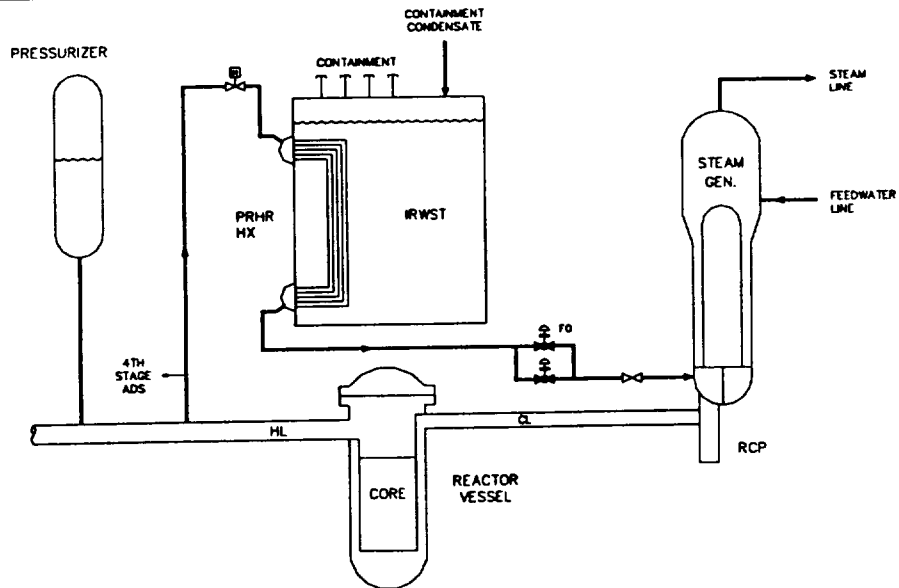 CONTAINMENT
CONDENSATE
PRESSURIZER
M
CONTAINMENT
STEAM
LINE
STEAM
GEN.
FEEDWATER
LINE
PRHR
HX
IRWST
FO
4TH
STAGE
ADS
HL
CL
RCP
CORE
REACTOR
VESSEL